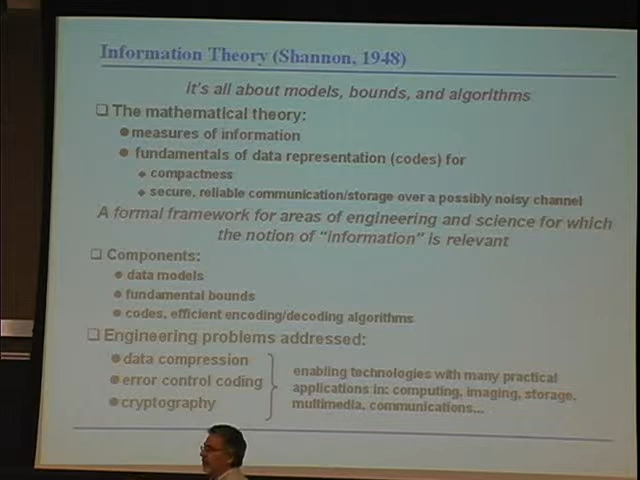 Information Theory (Shannon, 1948)
it's all about models, bounds, and algorithms
❑ The mathematical theory:
● measures of information
● fundamentals of data representation (codes) for
◆ compactness
◆ secure, reliable communication/storage over a possibly noisy channel
A formal framework for areas of engineering and science for which
the notion of "information" is relevant
❑ Components:
● data models
● fundamental bounds
● codes, efficient encoding/decoding algorithms
❑ Engineering problems addressed:
● data compression
● error control coding
● cryptography
enabling technologies with many practical
applications in: computing, imaging, storage,
multimedia, communications...